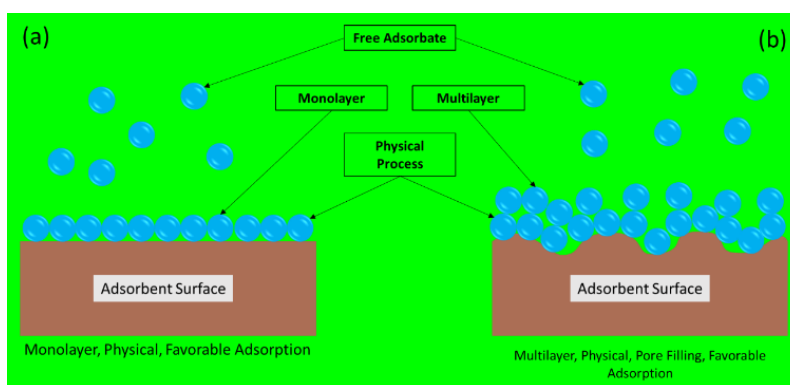 (a)
Free Adsorbate
(b)
Monolayer
Multilayer
Physical
Process
Adsorbent Surface
Adsorbent Surface
Monolayer, Physical, Favorable Adsorption
Multilayer, Physical, Pore Filling, Favorable
Adsorption